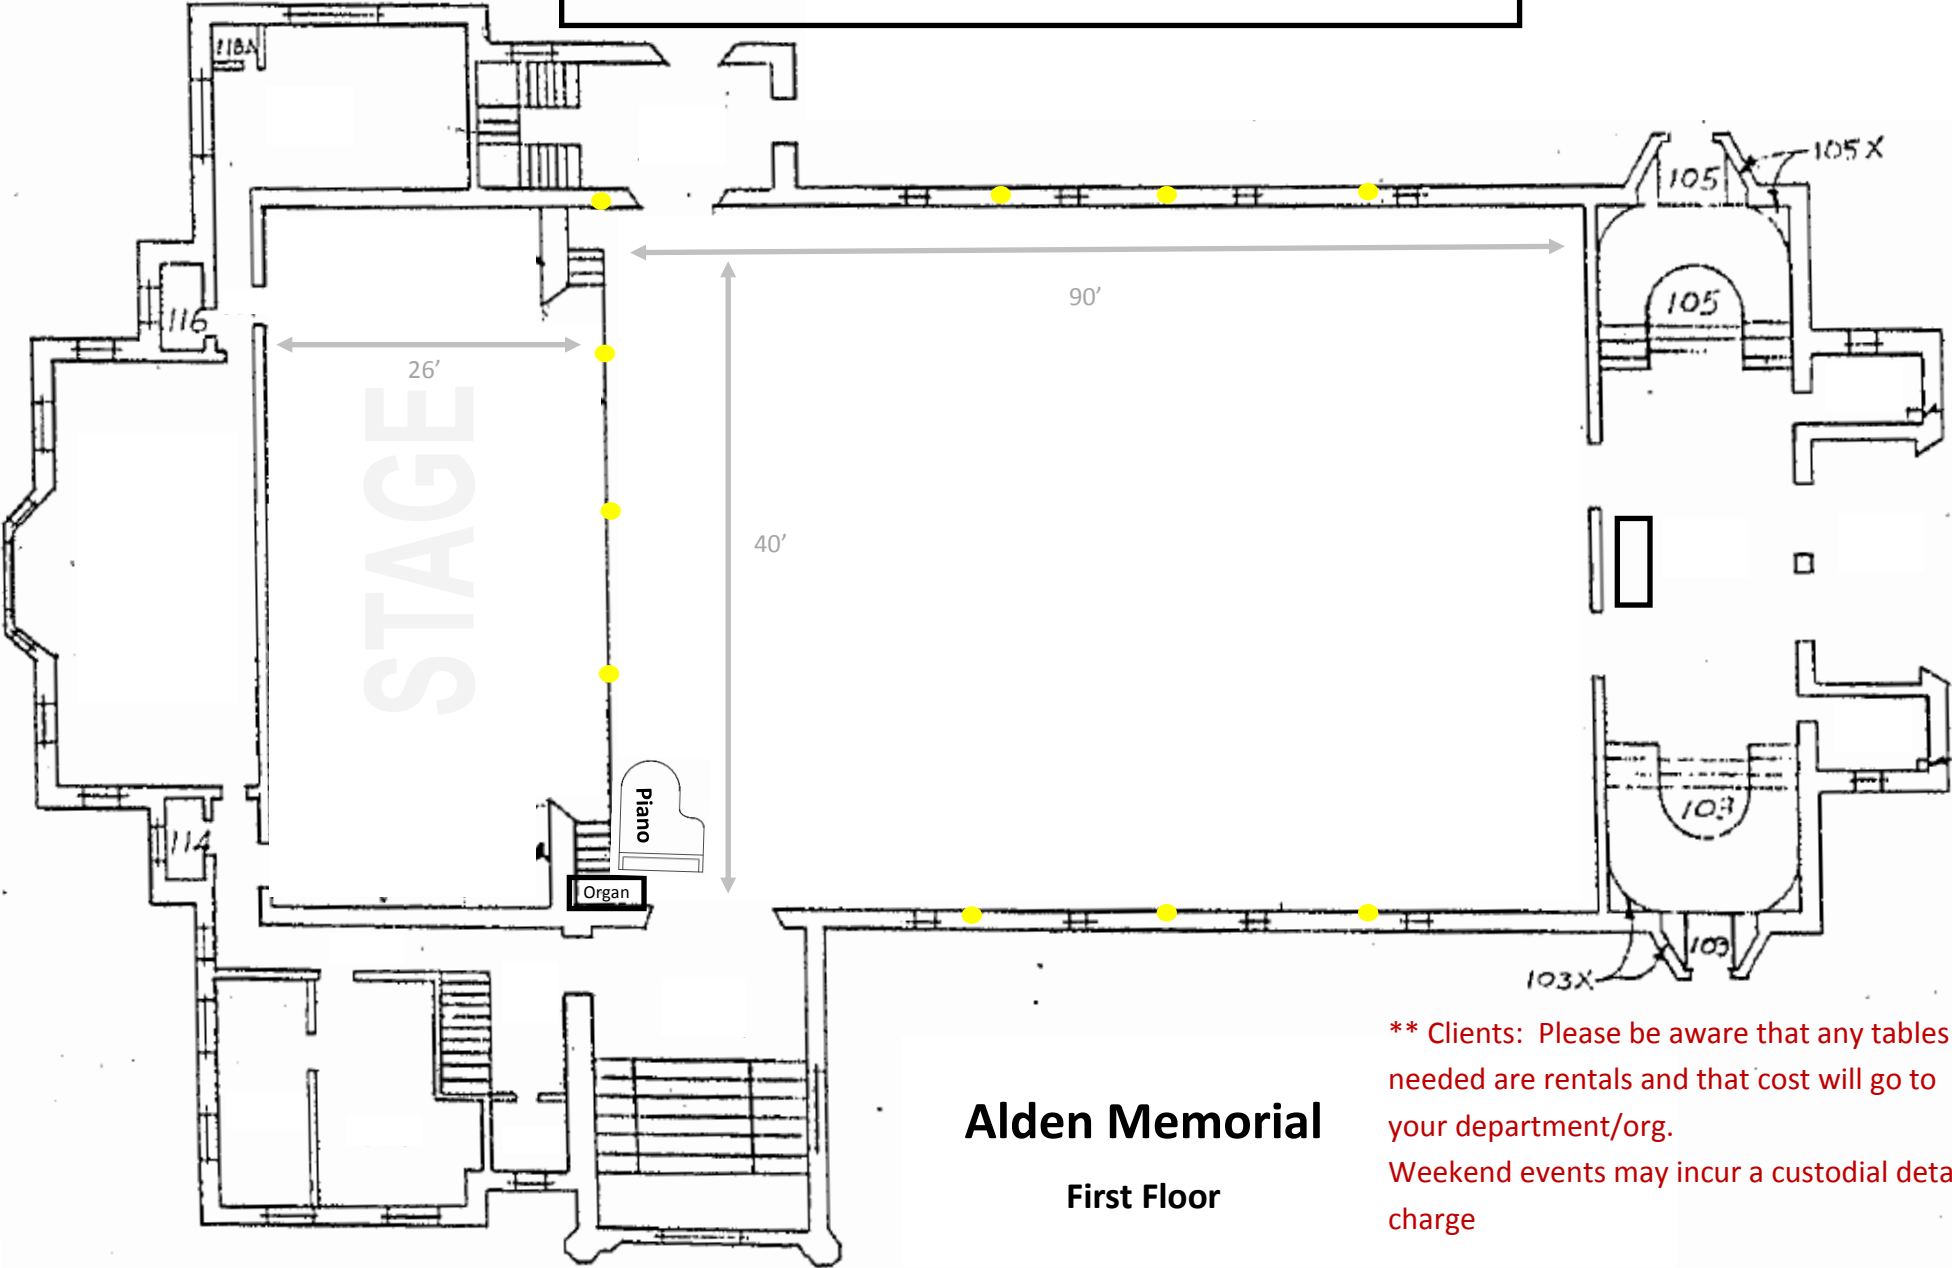 118A
105
105X
105
116
90'
26'
STAGE
40'
Piano
103
114
Organ
103
103X
** Clients: Please be aware that any tables
needed are rentals and that cost will go to
your department/org.
Weekend events may incur a custodial deta
charge
Alden Memorial
First Floor